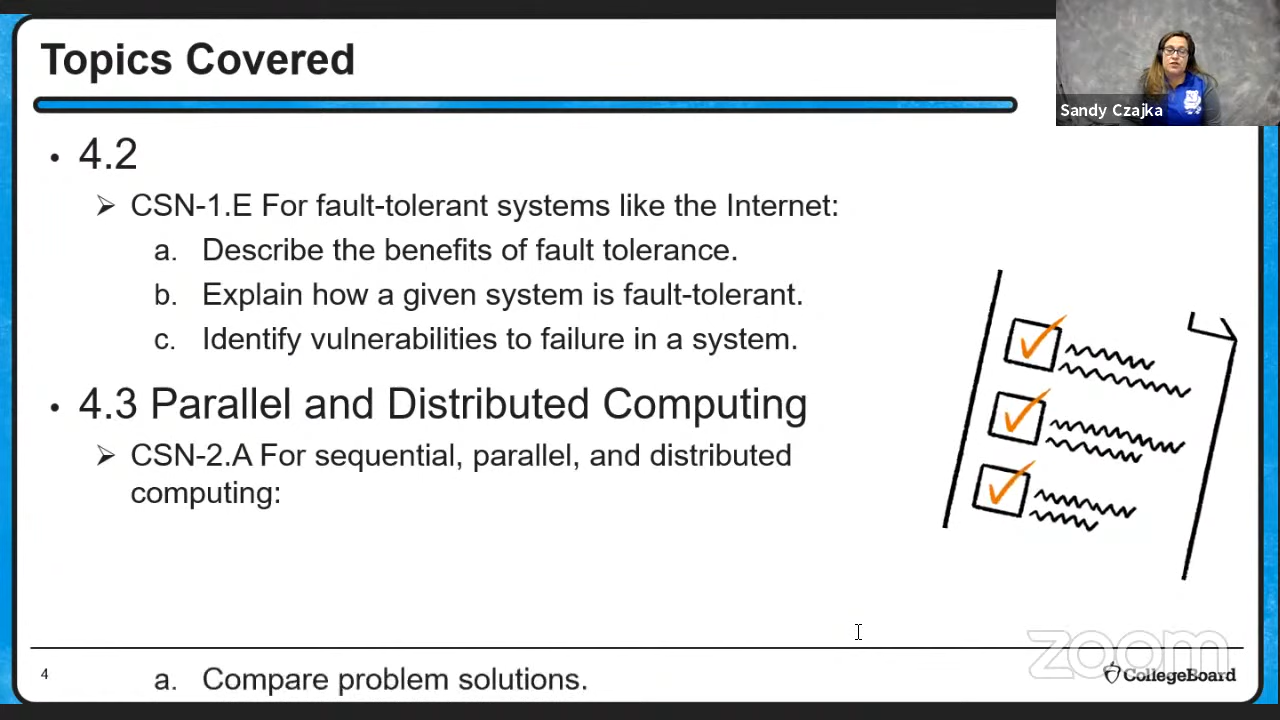 Topics Covered
Sandy Czajka
• 4.2
➢ CSN-1.E For fault-tolerant systems like the Internet:
a. Describe the benefits of fault tolerance.
b. Explain how a given system is fault-tolerant.
c. Identify vulnerabilities to failure in a system.
• 4.3 Parallel and Distributed Computing
➢ CSN-2.A For sequential, parallel, and distributed
computing:
zoom
4
CollegeBoard
a. Compare problem solutions.